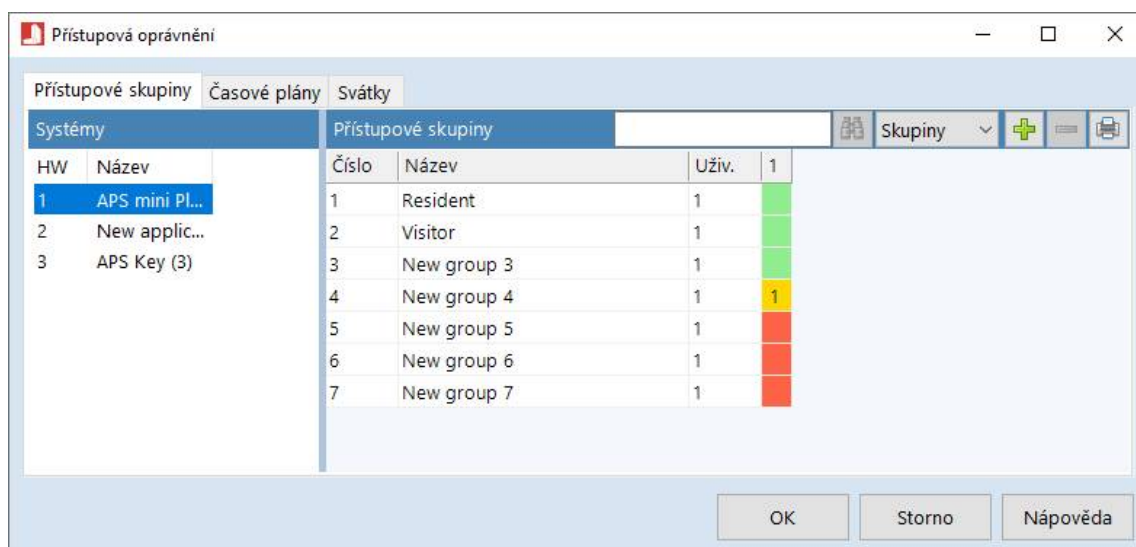 Přístupová oprávnění
Přístupové skupiny Časové plány Svátky
Systémy
HW Název
1 APS mini Pl...
2 New applic...
3 APS Key (3)
Přístupové skupiny Skupiny
Číslo Název Uživ. 1
1 Resident 1
2 Visitor 1
3 New group 3 1
4 New group 4 1 1
5 New group 5 1
6 New group 6 1
7 New group 7 1
OK Storno Nápověda